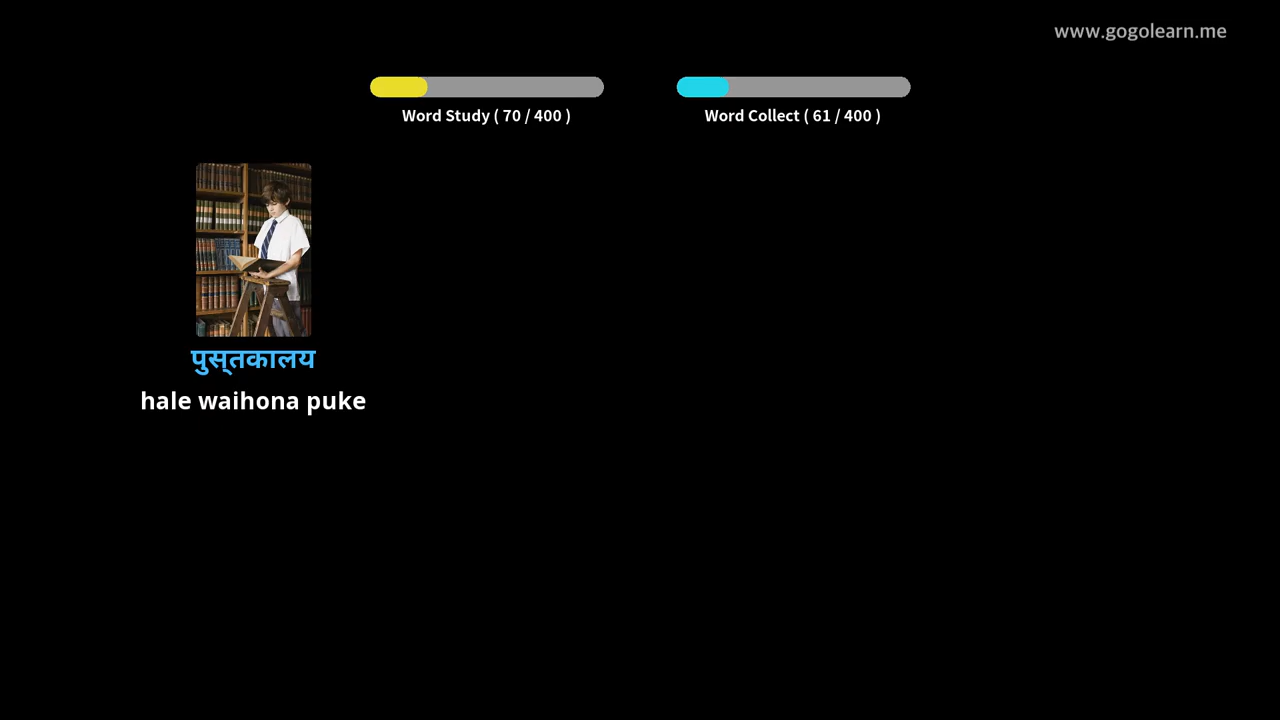 www.gogolearn.me
Word Study ( 70 / 400 )
Word Collect ( 61 / 400 )
पुस्तकालय
hale waihona puke